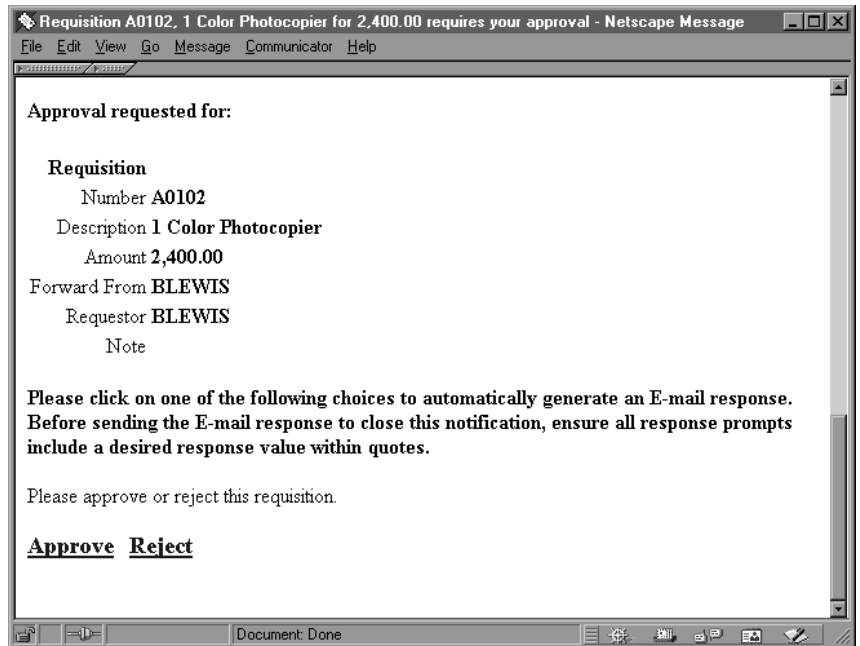 Requisition A0102, 1 Color Photocopier for 2,400.00 requires your approval - Netscape Message
File Edit View Go Message Communicator Help
Approval requested for:
Requisition
Number A0102
Description 1 Color Photocopier
Amount 2,400.00
Forward From BLEWIS
Requestor BLEWIS
Note
Please click on one of the following choices to automatically generate an E-mail response.
Before sending the E-mail response to close this notification, ensure all response prompts
include a desired response value within quotes.
Please approve or reject this requisition.
Approve Reject
Document: Done